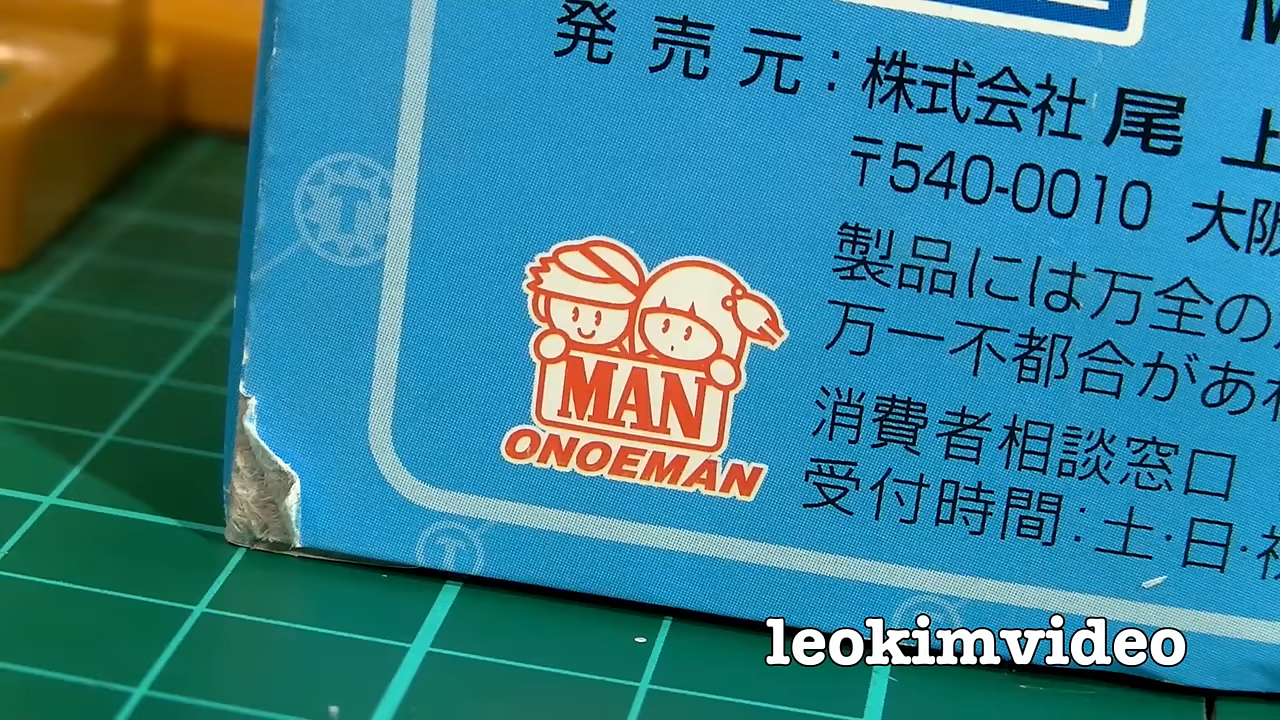 発売元：株式会社 尾上
〒540-0010 大阪
製品には万全の
万一不都合があ
消費者相談窓口
受付時間：土・日・祝
MAN
ONOEMAN
T
T
leokimvideo